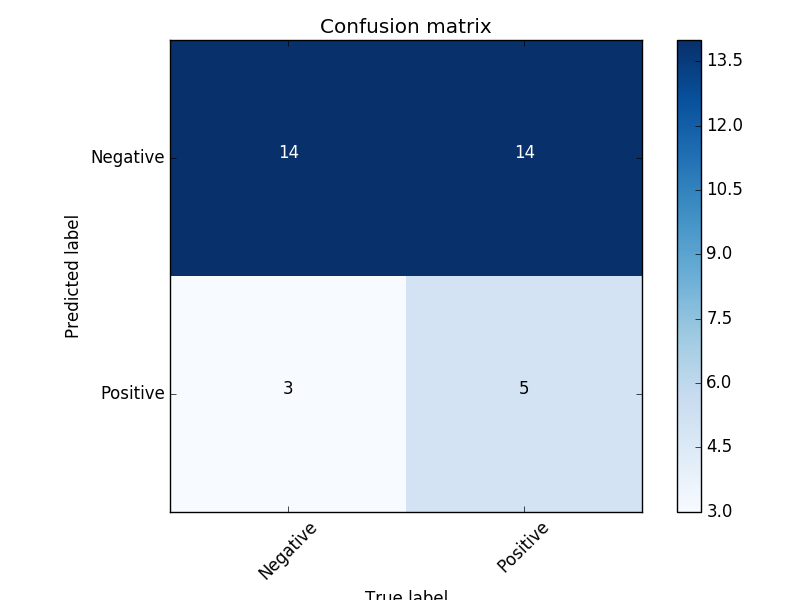 Confusion matrix
Predicted label
Negative
Positive
14 14
3 5
Negative Positive
True label
13.5
12.0
10.5
9.0
7.5
6.0
4.5
3.0